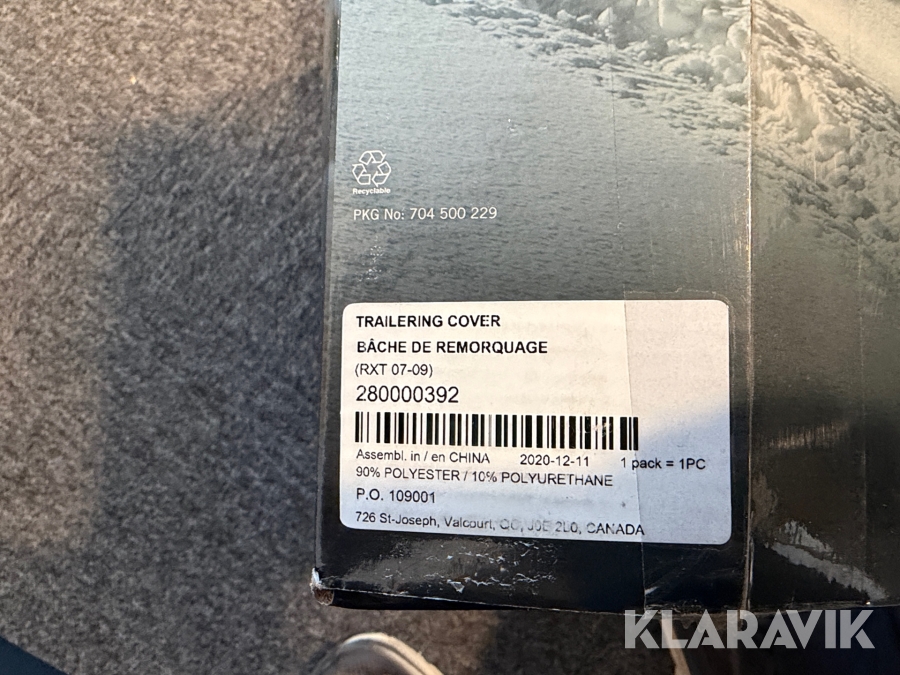 Recyclable
PKG No: 704 500 229
TRAILERING COVER
BÂCHE DE REMORQUAGE
(RXT 07-09)
280000392
Assembl. in / en CHINA 2020-12-11 1 pack = 1PC
90% POLYESTER / 10% POLYURETHANE
P.O. 109001
726 St-Joseph, Valcourt, QC, J0E 2L0, CANADA
KLARAVIK